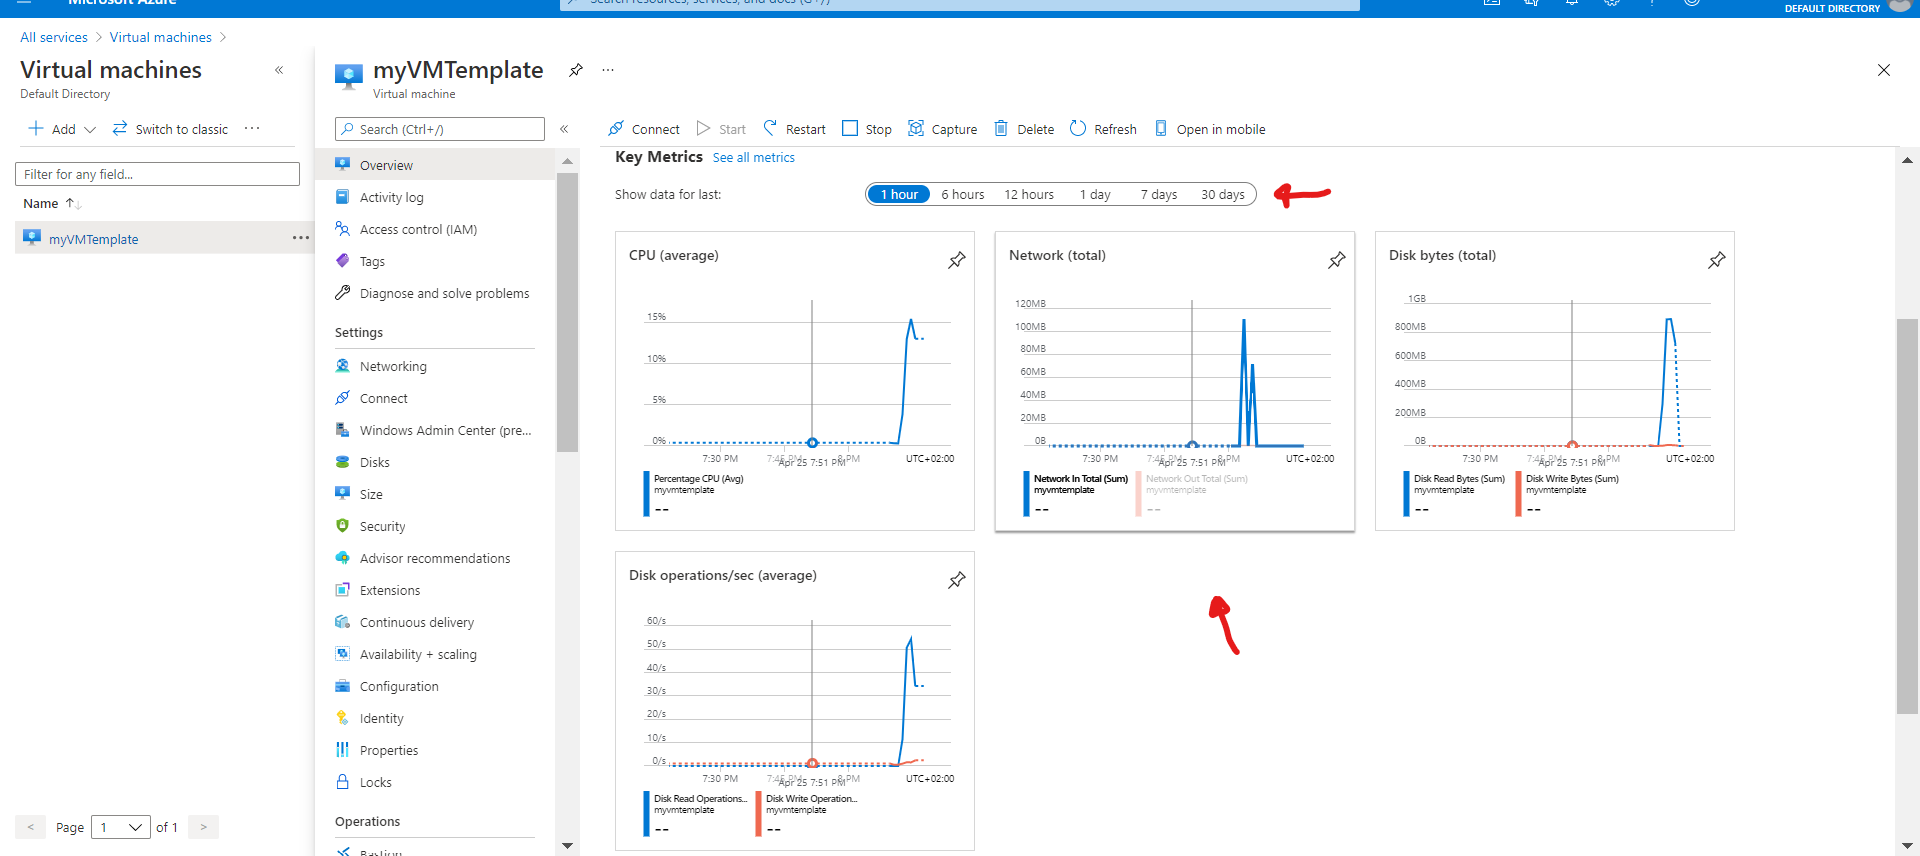 Microsoft Azure
Search resources, services, and docs (G+/)
DEFAULT DIRECTORY
All services > Virtual machines >
Virtual machines
Default Directory
Add
Switch to classic
Filter for any field...
Name
myVMTemplate
< Page 1 of 1 >
myVMTemplate
Virtual machine
Search (Ctrl+/)
Overview
Activity log
Access control (IAM)
Tags
Diagnose and solve problems
Settings
Networking
Connect
Windows Admin Center (pre...
Disks
Size
Security
Advisor recommendations
Extensions
Continuous delivery
Availability + scaling
Configuration
Identity
Properties
Locks
Operations
Bastion
Connect Start Restart Stop Capture Delete Refresh Open in mobile
Key Metrics See all metrics
Show data for last: 1 hour 6 hours 12 hours 1 day 7 days 30 days
CPU (average)
15%
10%
5%
0%
7:30 PM 7:45 PM 8 PM UTC+02:00
Apr 25 7:51 PM
Percentage CPU (Avg)
myvmtemplate
--
Network (total)
120MB
100MB
80MB
60MB
40MB
20MB
0B
7:30 PM 7:45 PM 8 PM UTC+02:00
Apr 25 7:51 PM
Network In Total (Sum) Network Out Total (Sum)
myvmtemplate myvmtemplate
-- --
Disk bytes (total)
1GB
800MB
600MB
400MB
200MB
0B
7:30 PM 7:45 PM 8 PM UTC+02:00
Apr 25 7:51 PM
Disk Read Bytes (Sum) Disk Write Bytes (Sum)
myvmtemplate myvmtemplate
-- --
Disk operations/sec (average)
60/s
50/s
40/s
30/s
20/s
10/s
0/s
7:30 PM 7:45 PM 8 PM UTC+02:00
Apr 25 7:51 PM
Disk Read Operations... Disk Write Operation...
myvmtemplate myvmtemplate
-- --